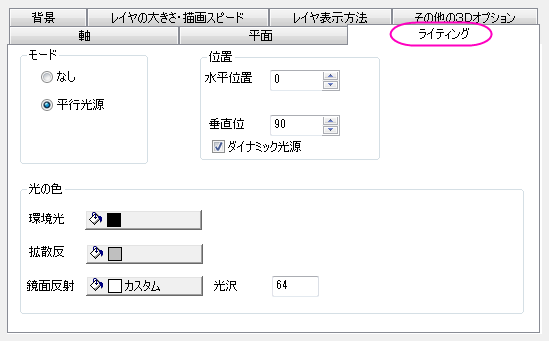 背景
レイヤの大きさ・描画スピード
レイヤ表示方法
その他の3Dオプション
軸
平面
ライティング
モード
なし
平行光源
位置
水平位置
0
垂直位
90
ダイナミック光源
光の色
環境光
拡散反
鏡面反射
カスタム
光沢
64